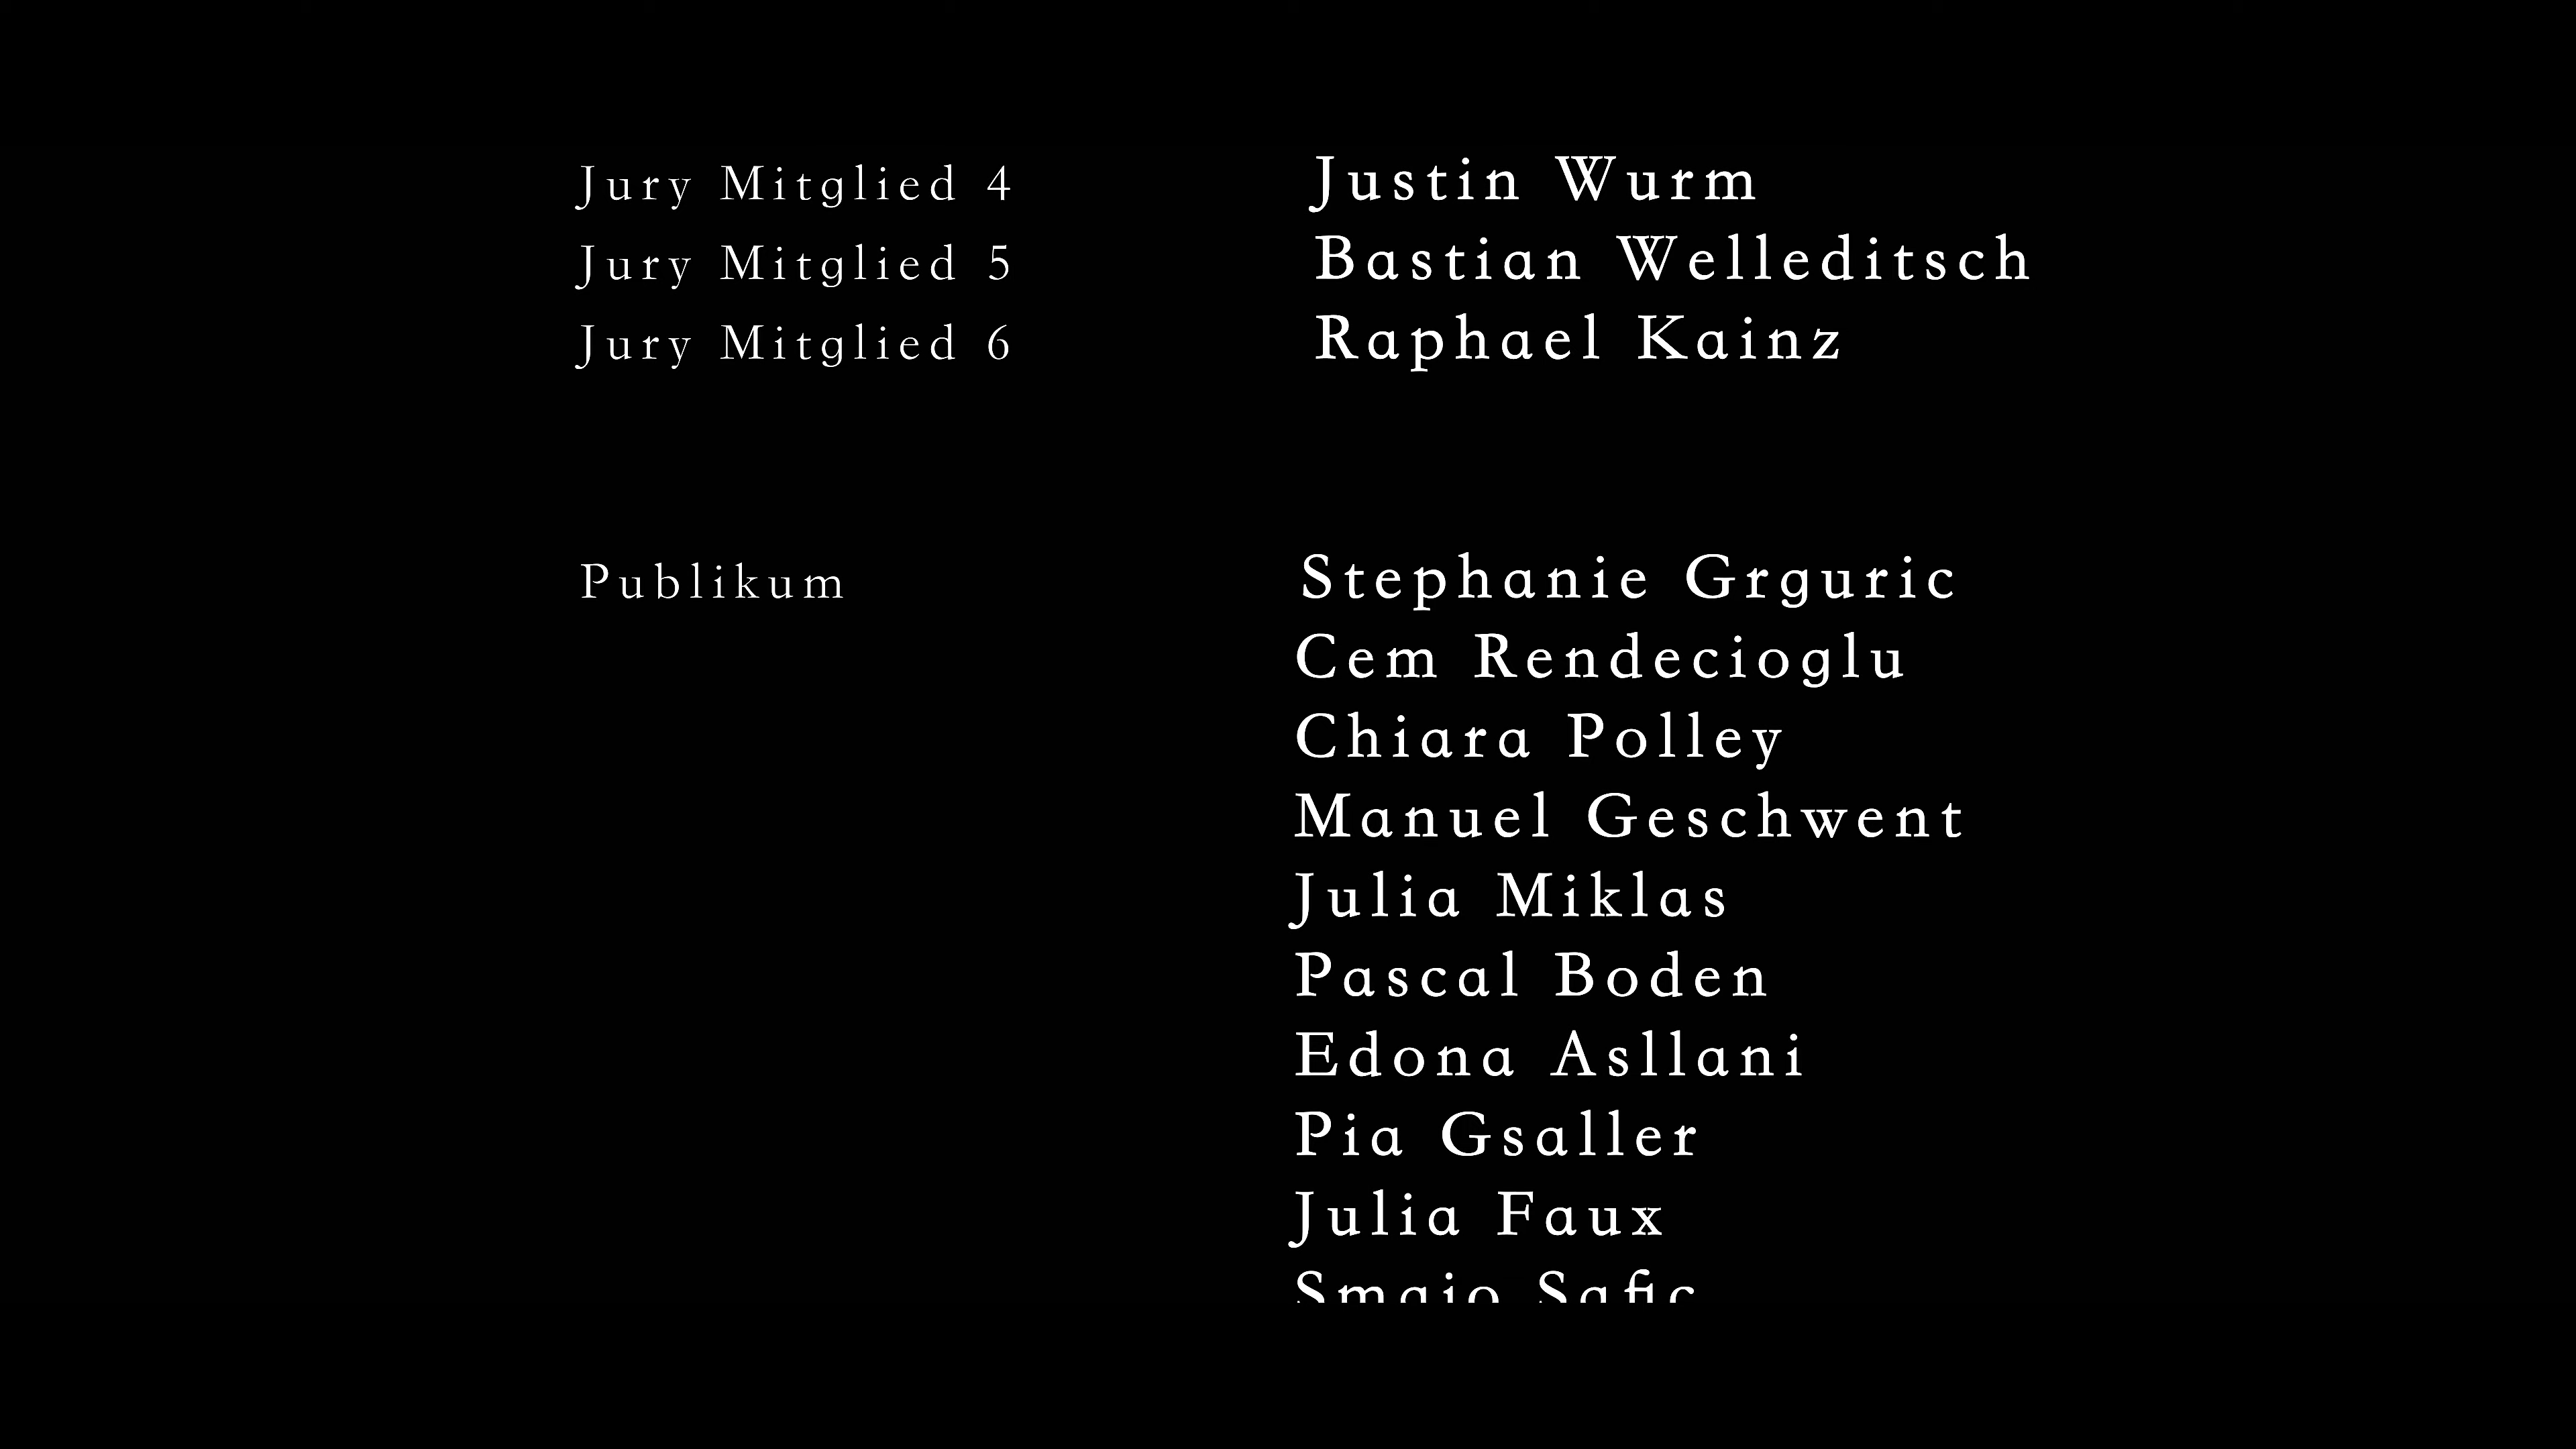 Jury Mitglied 4 Justin Wurm
Jury Mitglied 5 Bastian Welleditsch
Jury Mitglied 6 Raphael Kainz
Publikum Stephanie Grguric
Cem Rendecioglu
Chiara Polley
Manuel Geschwent
Julia Miklas
Pascal Boden
Edona Asllani
Pia Gsaller
Julia Faux